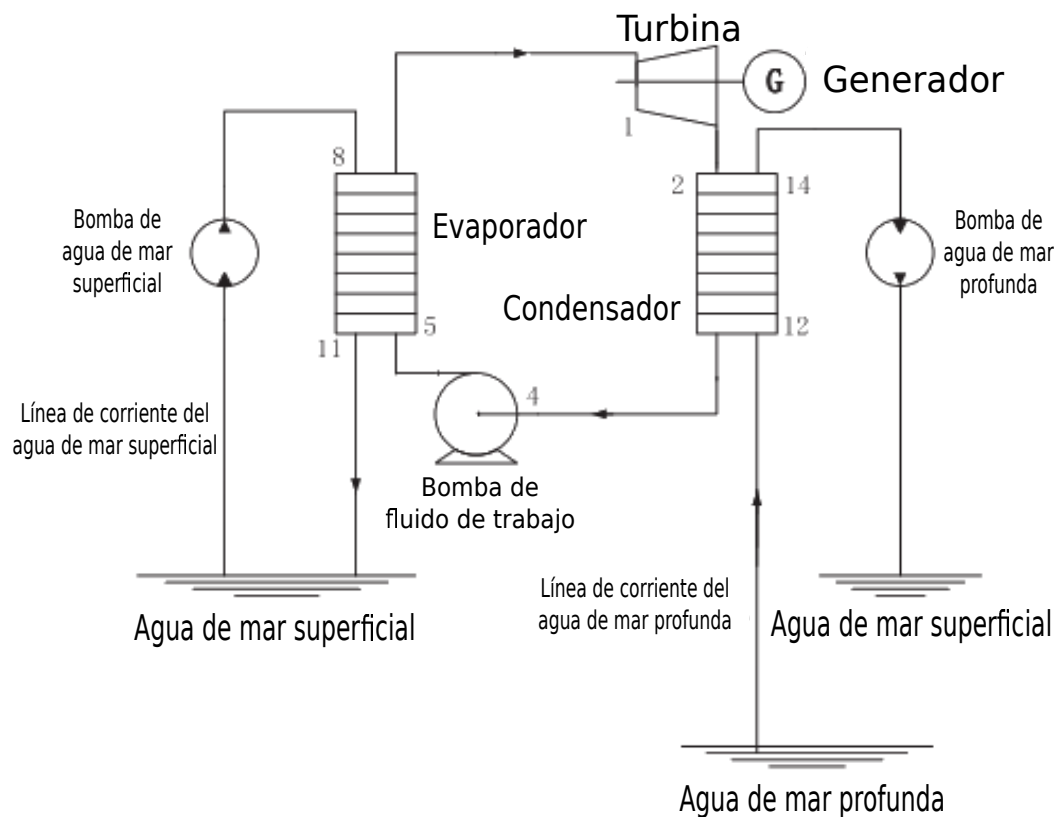 Turbina
G
Generador
1
8
2
14
Bomba de
agua de mar
superficial
Evaporador
Bomba de
agua de mar
profunda
Condensador
11
5
12
4
Línea de corriente del
agua de mar superficial
Bomba de
fluido de trabajo
Línea de corriente del
agua de mar profunda
Agua de mar superficial
Agua de mar superficial
Agua de mar profunda